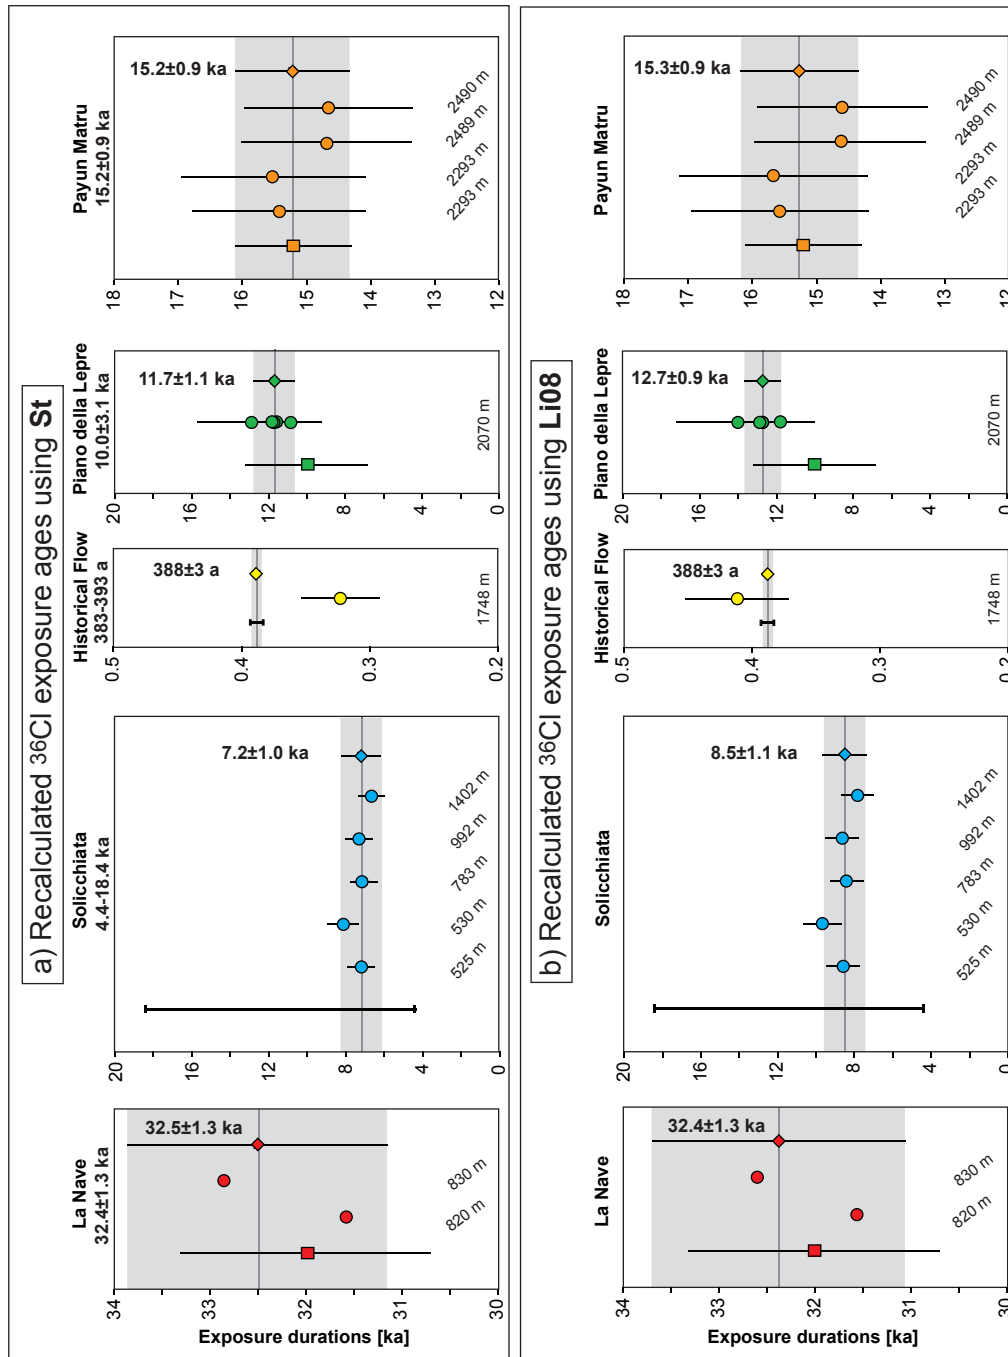 a) Recalculated ³⁶Cl exposure ages using St
La Nave
32.4±1.3 ka
32.5±1.3 ka
820 m
830 m
34
33
32
31
30
Exposure durations [ka]
Solicchiata
4.4-18.4 ka
7.2±1.0 ka
525 m
530 m
783 m
992 m
1402 m
20
16
12
8
4
0
Historical Flow
383-393 a
388±3 a
1748 m
0.5
0.4
0.3
0.2
Piano della Lepre
10.0±3.1 ka
11.7±1.1 ka
2070 m
20
16
12
8
4
0
Payun Matru
15.2±0.9 ka
15.2±0.9 ka
2293 m
2293 m
2489 m
2490 m
18
17
16
15
14
13
12
b) Recalculated ³⁶Cl exposure ages using Li08
La Nave
32.4±1.3 ka
820 m
830 m
34
33
32
31
30
Exposure durations [ka]
Solicchiata
8.5±1.1 ka
525 m
530 m
783 m
992 m
1402 m
20
16
12
8
4
0
Historical Flow
388±3 a
1748 m
0.5
0.4
0.3
0.2
Piano della Lepre
12.7±0.9 ka
2070 m
20
16
12
8
4
0
Payun Matru
15.3±0.9 ka
2293 m
2293 m
2489 m
2490 m
18
17
16
15
14
13
12